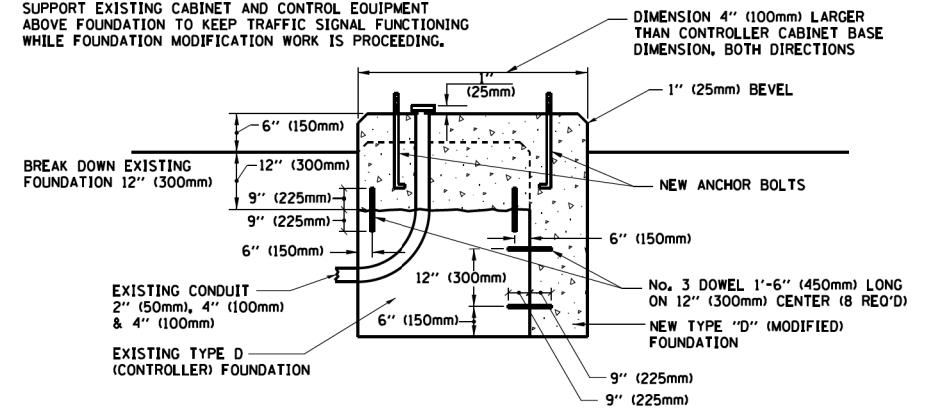 SUPPORT EXISTING CABINET AND CONTROL EQUIPMENT
ABOVE FOUNDATION TO KEEP TRAFFIC SIGNAL FUNCTIONING
WHILE FOUNDATION MODIFICATION WORK IS PROCEEDING.
DIMENSION 4" (100mm) LARGER
THAN CONTROLLER CABINET BASE
DIMENSION, BOTH DIRECTIONS
1"
(25mm)
1" (25mm) BEVEL
6" (150mm)
BREAK DOWN EXISTING
FOUNDATION 12" (300mm)
12" (300mm)
NEW ANCHOR BOLTS
9" (225mm)
9" (225mm)
6" (150mm)
6" (150mm)
12" (300mm)
EXISTING CONDUIT
2" (50mm), 4" (100mm)
& 4" (100mm)
No. 3 DOWEL 1'-6" (450mm) LONG
ON 12" (300mm) CENTER (8 REQ'D)
6" (150mm)
NEW TYPE "D" (MODIFIED)
FOUNDATION
EXISTING TYPE D
(CONTROLLER) FOUNDATION
9" (225mm)
9" (225mm)